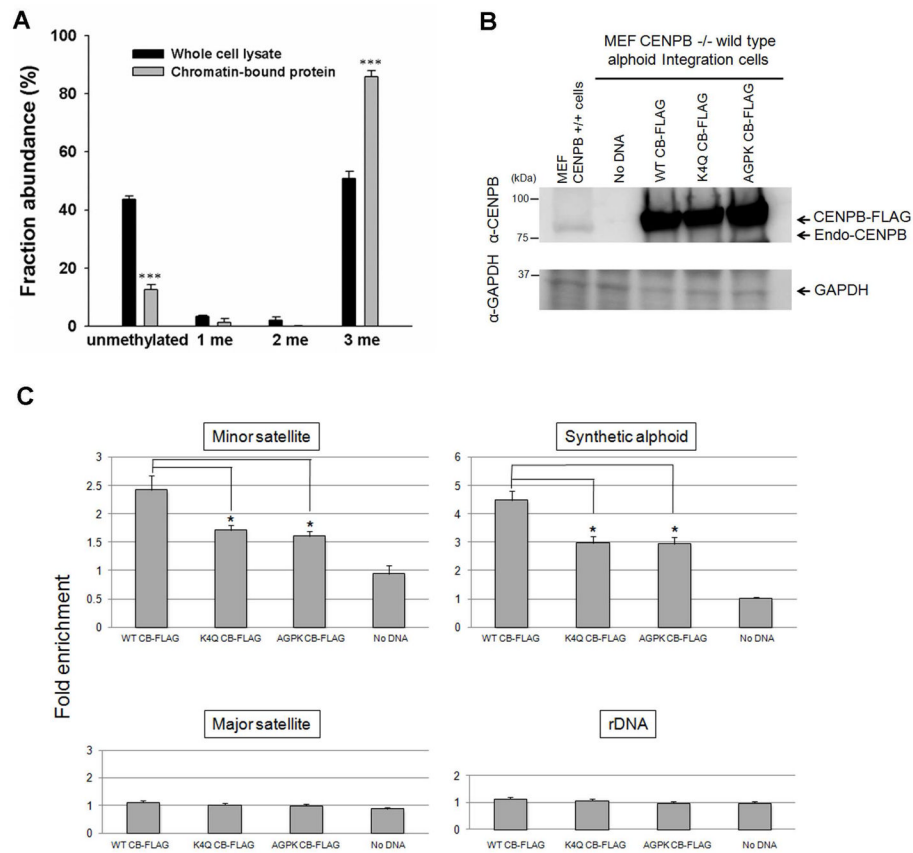 A
100
80
60
40
20
0
Fraction abundance (%)
Whole cell lysate
Chromatin-bound protein
***
***
unmethylated 1 me 2 me 3 me
B
MEF CENPB -/- wild type
alphoid Integration cells
MEF
CENPB +/+ cells
No DNA
WT CB-FLAG
K4Q CB-FLAG
AGPK CB-FLAG
(kDa)
α-CENPB
100
75
CENPB-FLAG
Endo-CENPB
α-GAPDH
37
GAPDH
C
Fold enrichment
Minor satellite
3
2.5
2
1.5
1
0.5
0
* *
WT CB-FLAG K4Q CB-FLAG AGPK CB-FLAG No DNA
Synthetic alphoid
6
5
4
3
2
1
0
* *
WT CB-FLAG K4Q CB-FLAG AGPK CB-FLAG No DNA
Major satellite
3
2
1
0
WT CB-FLAG K4Q CB-FLAG AGPK CB-FLAG No DNA
rDNA
2
1
0
WT CB-FLAG K4Q CB-FLAG AGPK CB-FLAG No DNA